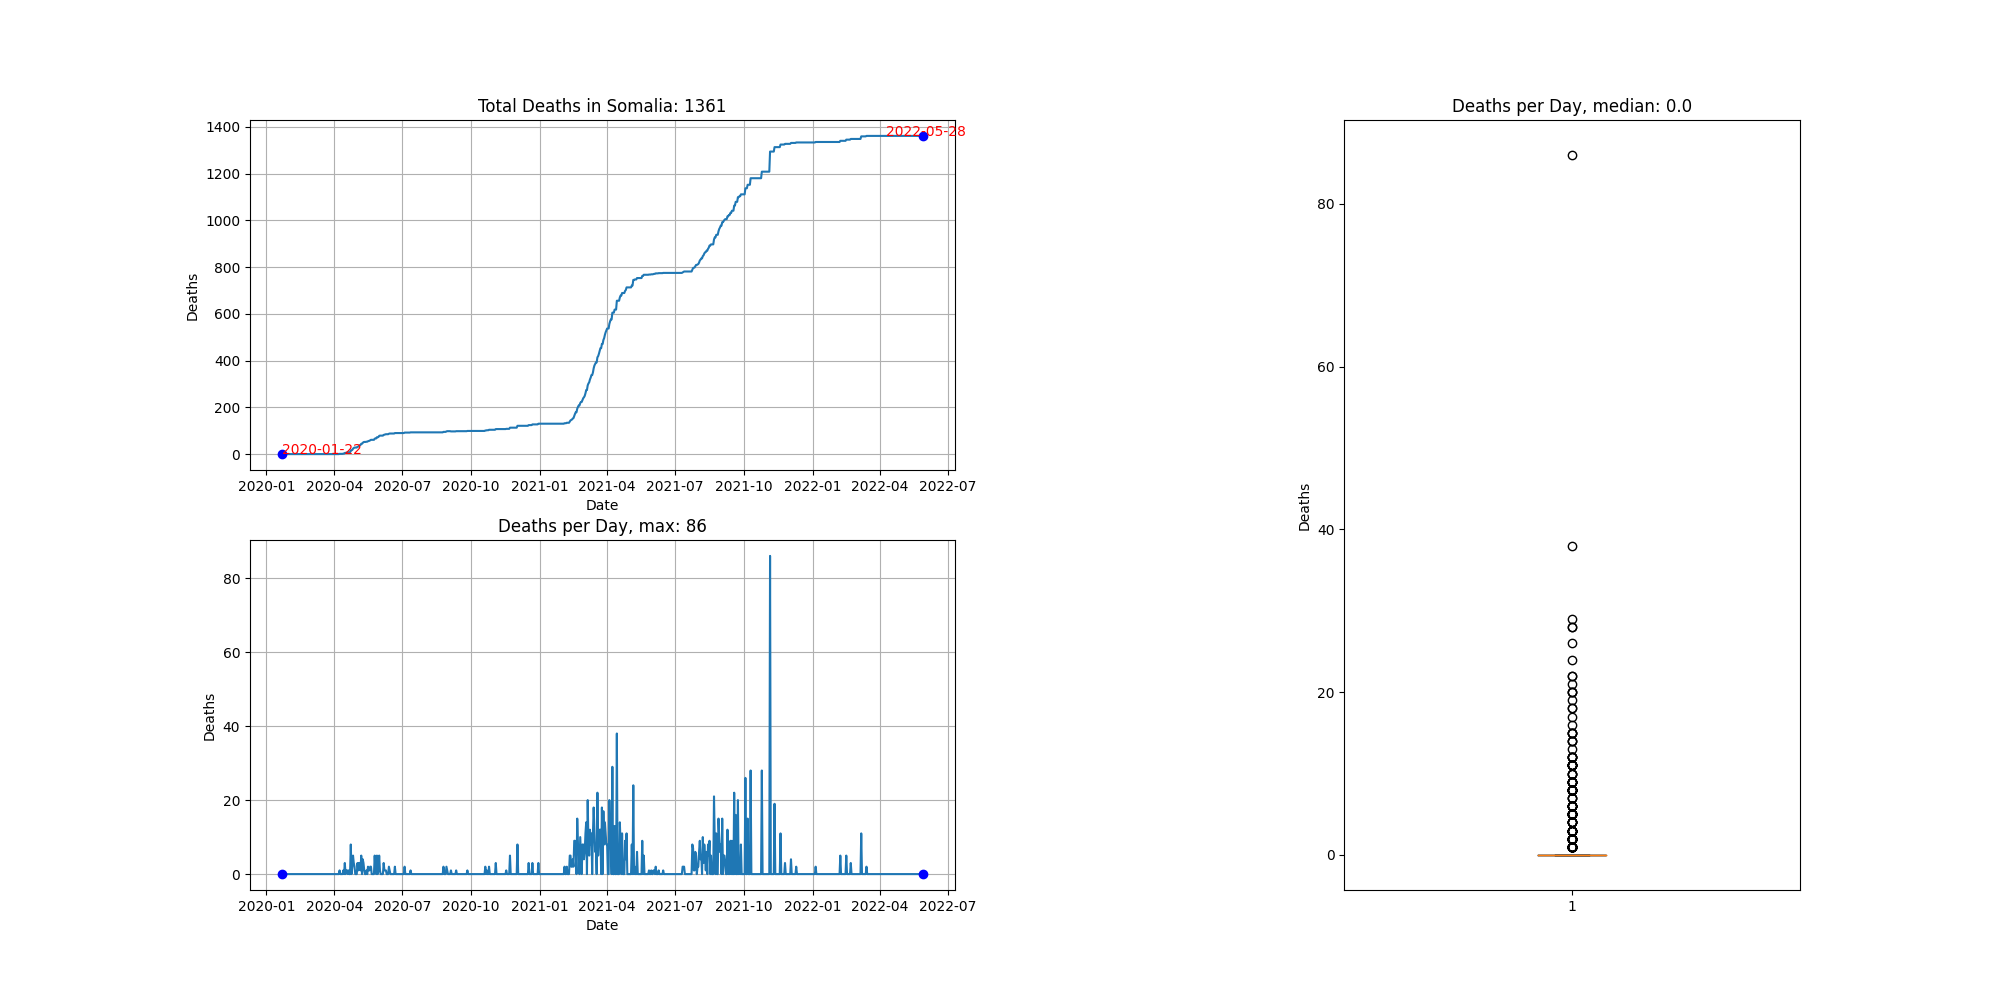 Total Deaths in Somalia: 1361
1400
1200
1000
800
600
400
200
0
Deaths
2020-01-22
2022-05-28
2020-01 2020-04 2020-07 2020-10 2021-01 2021-04 2021-07 2021-10 2022-01 2022-04 2022-07
Date
Deaths per Day, max: 86
80
60
40
20
0
Deaths
2020-01 2020-04 2020-07 2020-10 2021-01 2021-04 2021-07 2021-10 2022-01 2022-04 2022-07
Date
Deaths per Day, median: 0.0
80
60
40
20
0
Deaths
1